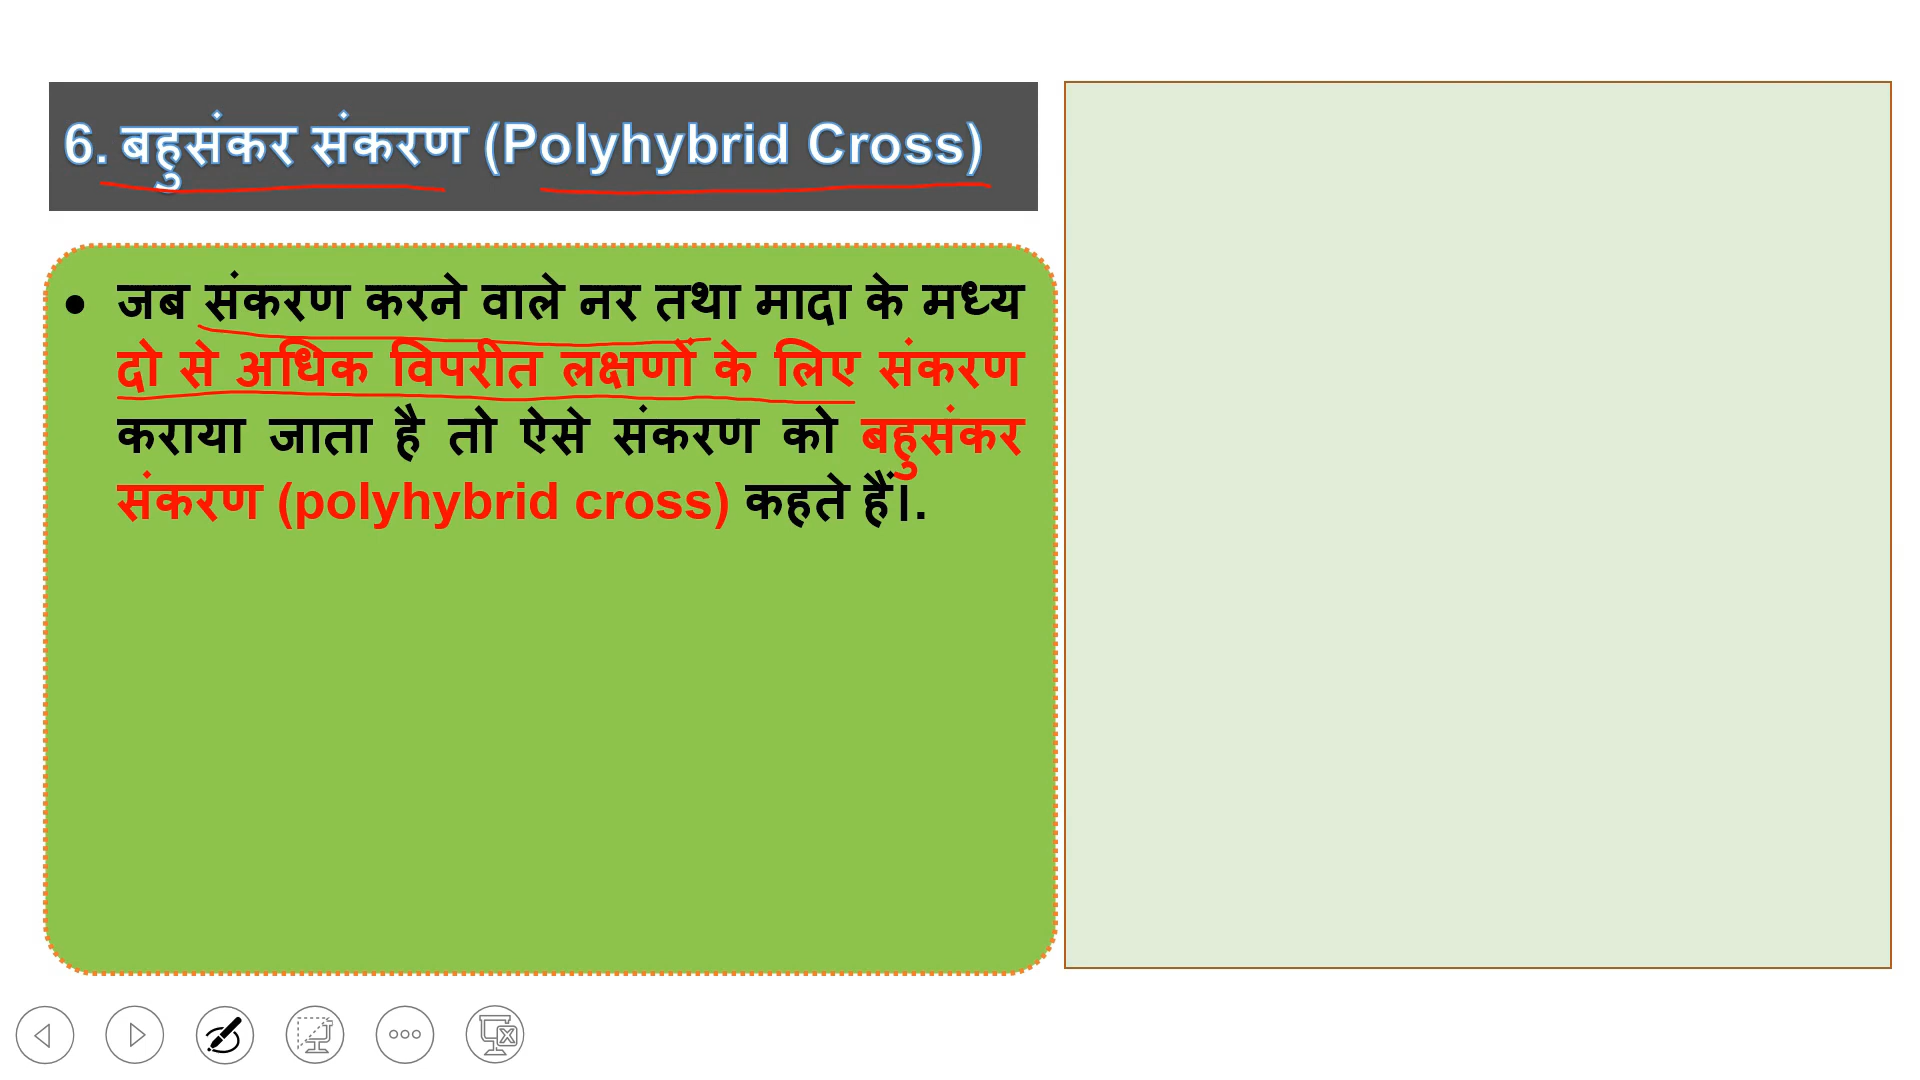 6. बहुसंकर संकरण (Polyhybrid Cross)
• जब संकरण करने वाले नर तथा मादा के मध्य
दो से अधिक विपरीत लक्षणों के लिए संकरण
कराया जाता है तो ऐसे संकरण को बहुसंकर
संकरण (polyhybrid cross) कहते हैं।.